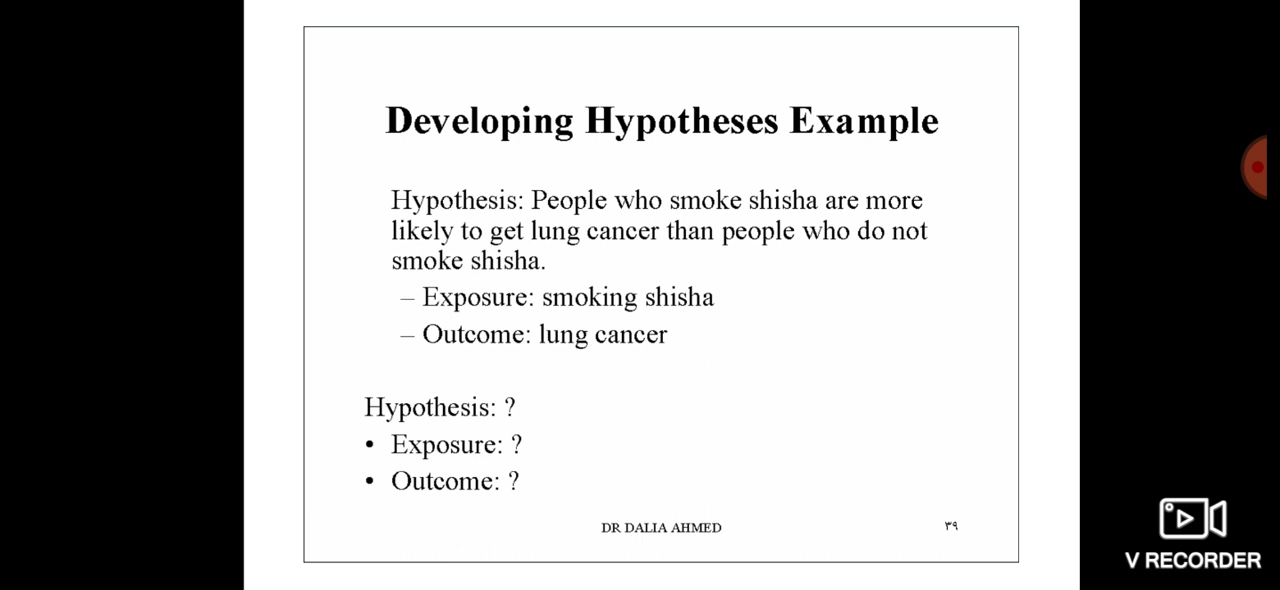 Developing Hypotheses Example
Hypothesis: People who smoke shisha are more
likely to get lung cancer than people who do not
smoke shisha.
– Exposure: smoking shisha
– Outcome: lung cancer
Hypothesis: ?
• Exposure: ?
• Outcome: ?
DR DALIA AHMED
٣٩
V RECORDER